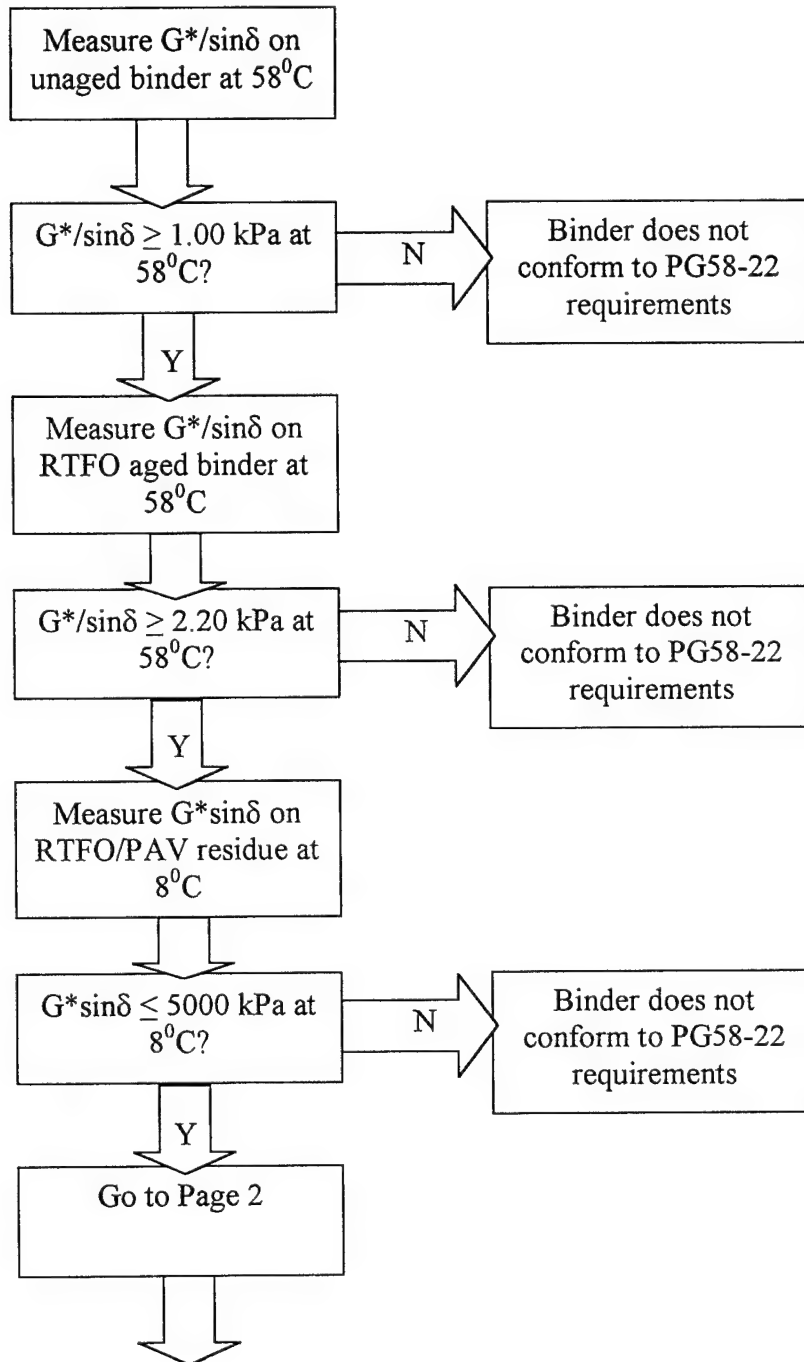 Measure G*/sinδ on
unaged binder at 58⁰C
G*/sinδ ≥ 1.00 kPa at
58⁰C?
N
Binder does not
conform to PG58-22
requirements
Y
Measure G*/sinδ on
RTFO aged binder at
58⁰C
G*/sinδ ≥ 2.20 kPa at
58⁰C?
N
Binder does not
conform to PG58-22
requirements
Y
Measure G*sinδ on
RTFO/PAV residue at
8⁰C
G*sinδ ≤ 5000 kPa at
8⁰C?
N
Binder does not
conform to PG58-22
requirements
Y
Go to Page 2